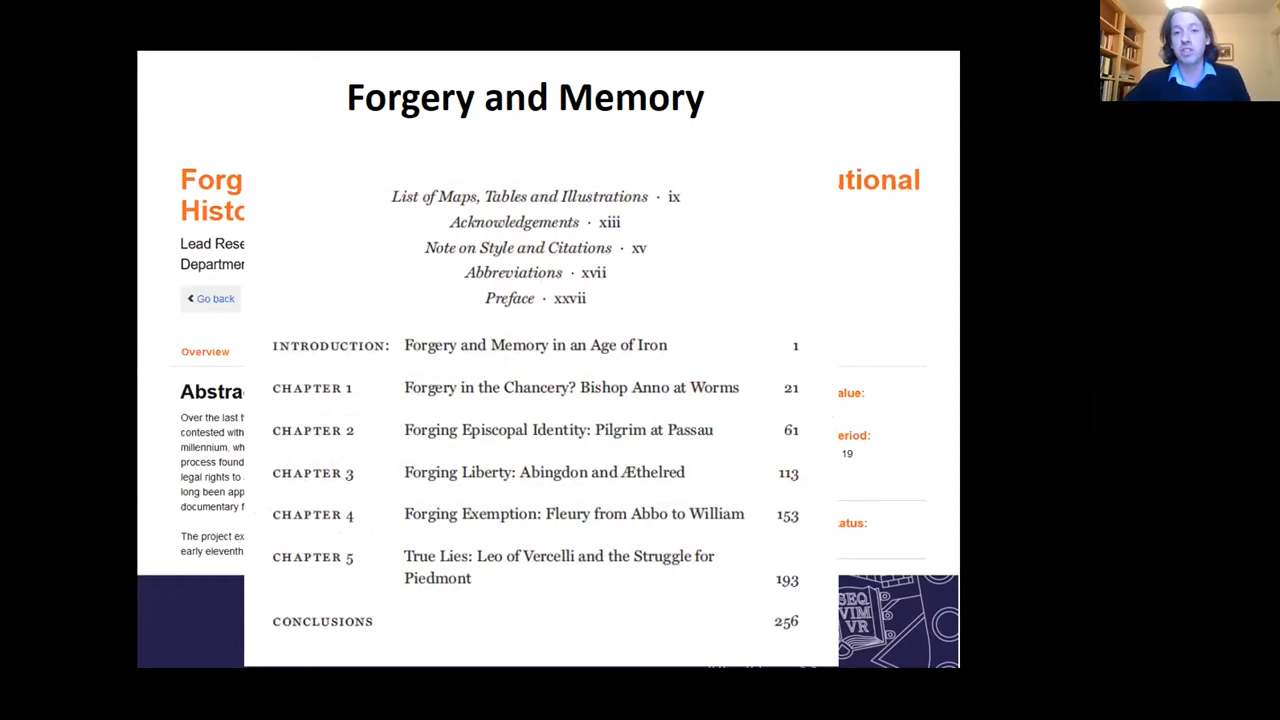 Forgery and Memory
Forg
utional
Histo
Lead Rese
Departmen
Go back
Overview
Abstra
Over the last t
contested with
millennium, wh
process found
legal rights to
long been app
documentary f
The project ex
early eleventh
List of Maps, Tables and Illustrations · ix
Acknowledgements · xiii
Note on Style and Citations · xv
Abbreviations · xvii
Preface · xxvii
INTRODUCTION: Forgery and Memory in an Age of Iron 1
CHAPTER 1 Forgery in the Chancery? Bishop Anno at Worms 21
CHAPTER 2 Forging Episcopal Identity: Pilgrim at Passau 61
CHAPTER 3 Forging Liberty: Abingdon and Æthelred 113
CHAPTER 4 Forging Exemption: Fleury from Abbo to William 153
CHAPTER 5 True Lies: Leo of Vercelli and the Struggle for
Piedmont 193
CONCLUSIONS 256
alue:
eriod:
19
atus:
SEQ
VIM
VR